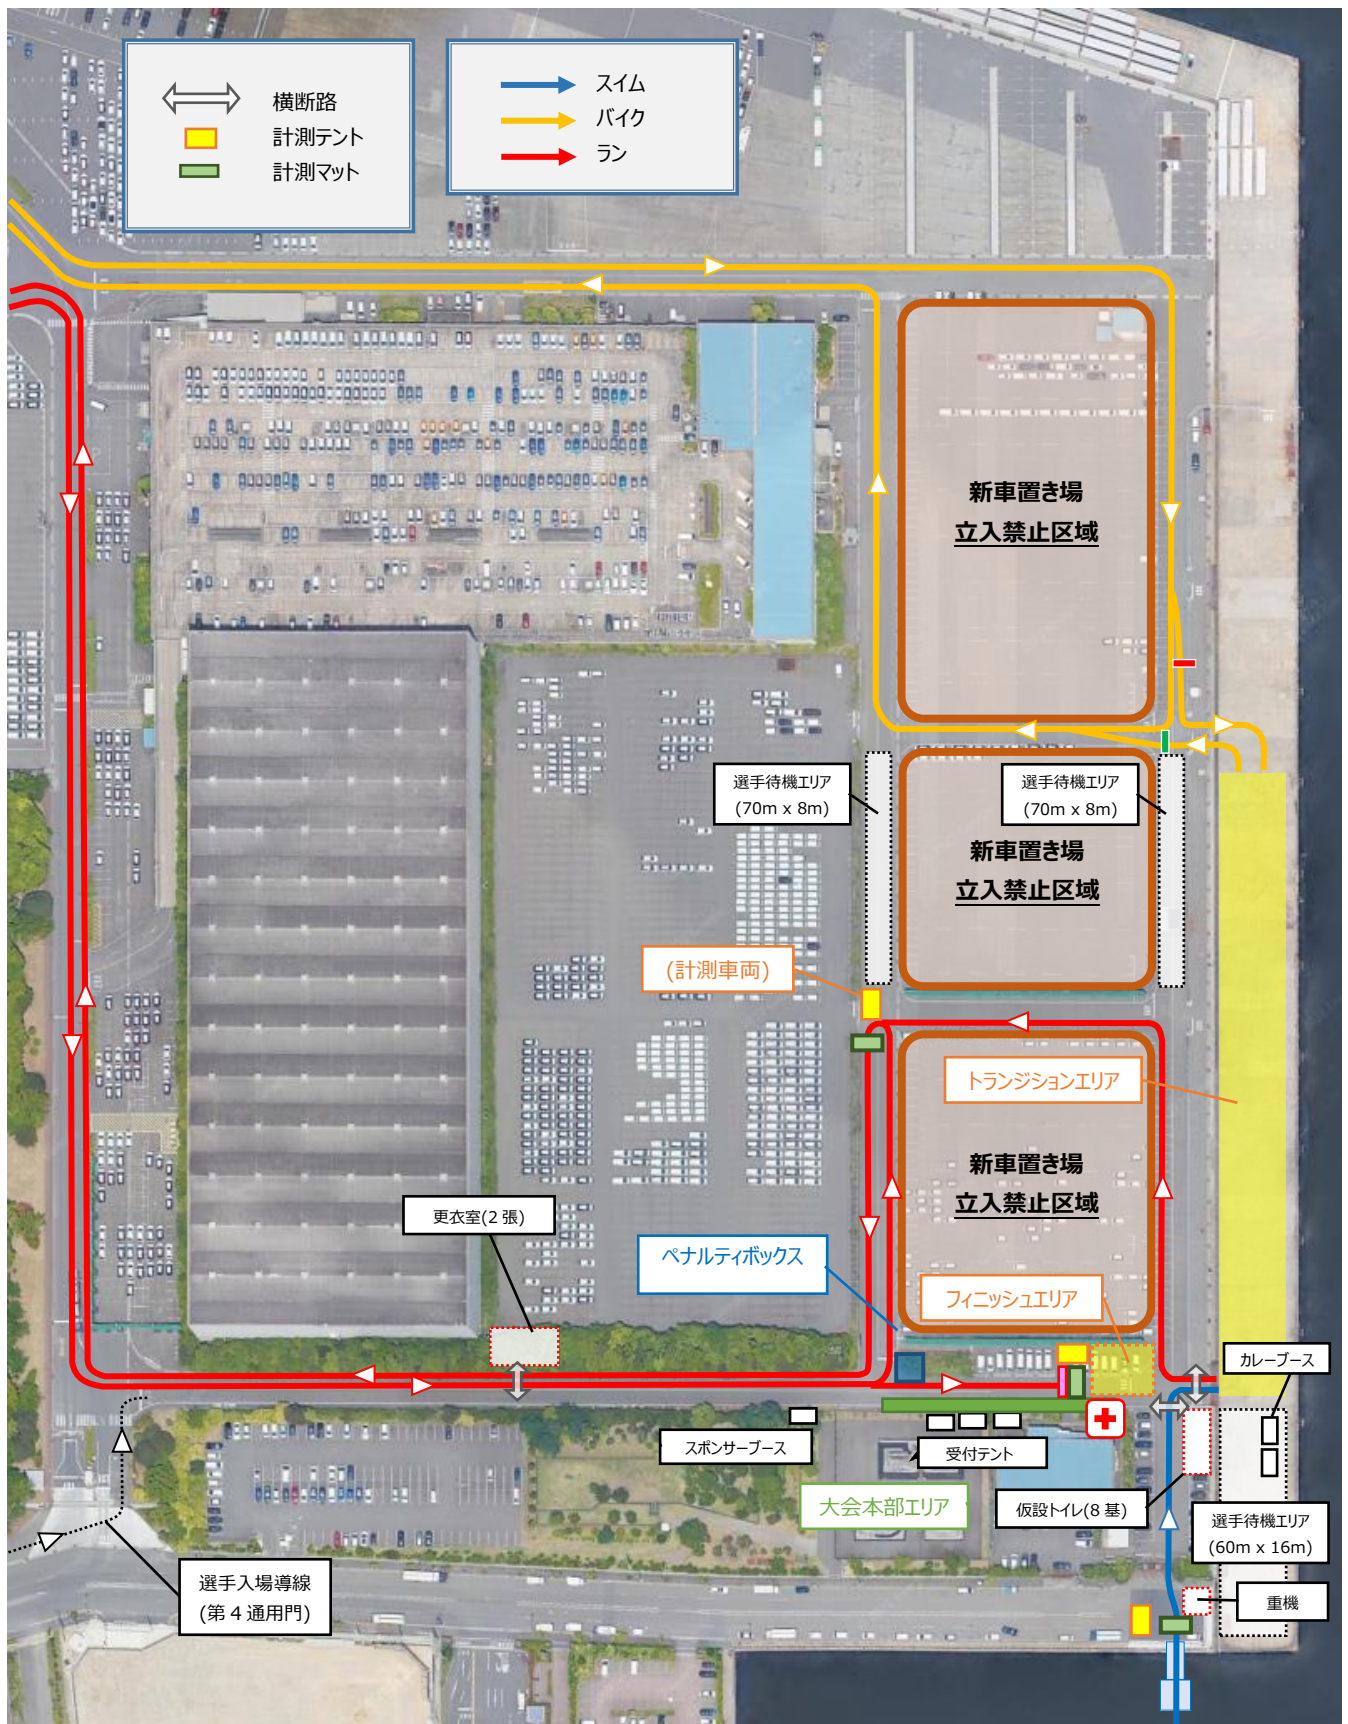 横断路
計測テント
計測マット
スイム
バイク
ラン
新車置き場
立入禁止区域
選手待機エリア
(70m x 8m)
選手待機エリア
(70m x 8m)
新車置き場
立入禁止区域
(計測車両)
トランジションエリア
新車置き場
立入禁止区域
更衣室(2 張)
ペナルティボックス
フィニッシュエリア
カレーブース
スポンサーブース
受付テント
大会本部エリア
仮設トイレ(8 基)
選手待機エリア
(60m x 16m)
選手入場導線
(第 4 通用門)
重機